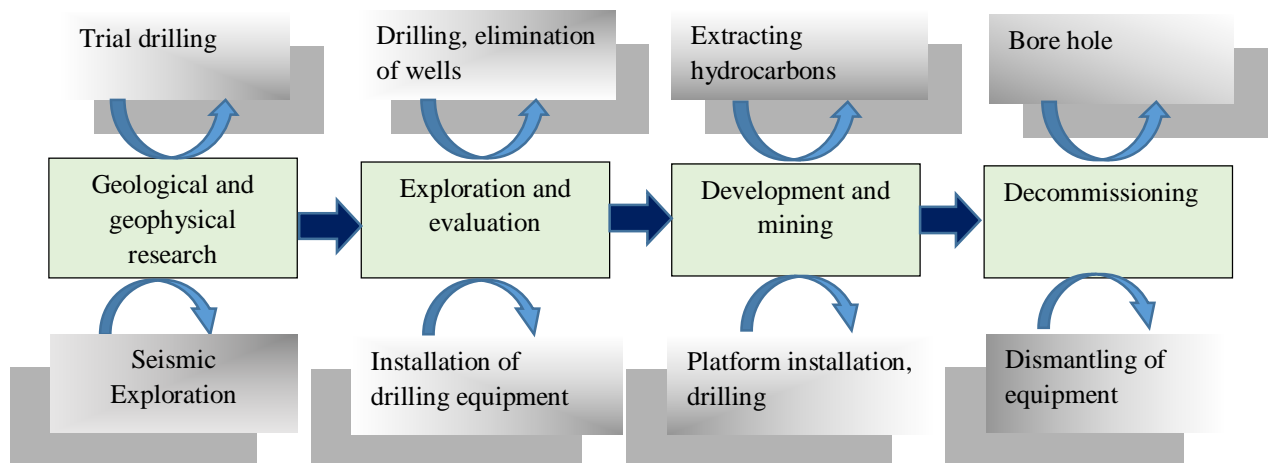 Trial drilling
Drilling, elimination
of wells
Extracting
hydrocarbons
Bore hole
Geological and
geophysical
research
Exploration and
evaluation
Development and
mining
Decommissioning
Seismic
Exploration
Installation of
drilling equipment
Platform installation,
drilling
Dismantling of
equipment